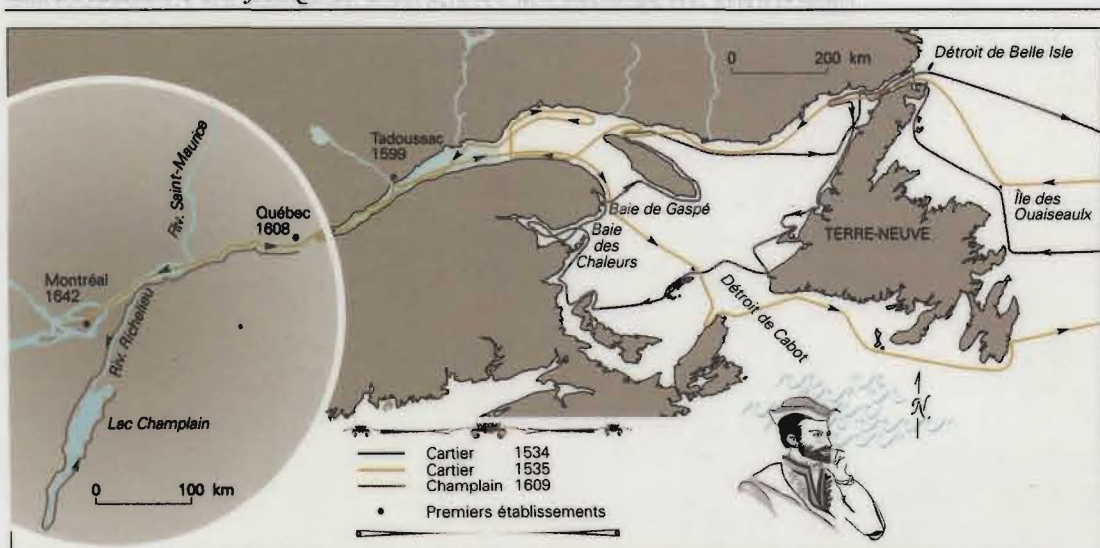 0 200 km
Détroit de Belle Isle
Riv. Saint-Maurice
Tadoussac
1599
Québec
1608
Baie de Gaspé
Île des
Ouaiseaulx
Baie
des
Chaleurs
TERRE-NEUVE
Montréal
1642
Détroit de Cabot
Riv. Richelieu
Lac Champlain
N.
0 100 km
Cartier 1534
Cartier 1535
Champlain 1609
• Premiers établissements